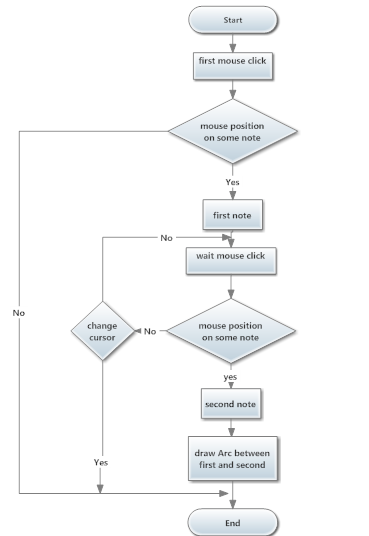 Start
first mouse click
mouse position
on some note
Yes
first note
No
wait mouse click
No
change
cursor
No
mouse position
on some note
yes
second note
draw Arc between
first and second
Yes
End